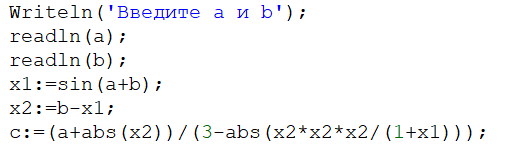 Writeln('Введите a и b');
readln(a);
readln(b);
x1:=sin(a+b);
x2:=b-x1;
c:=(a+abs(x2))/(3-abs(x2*x2*x2/(1+x1)));